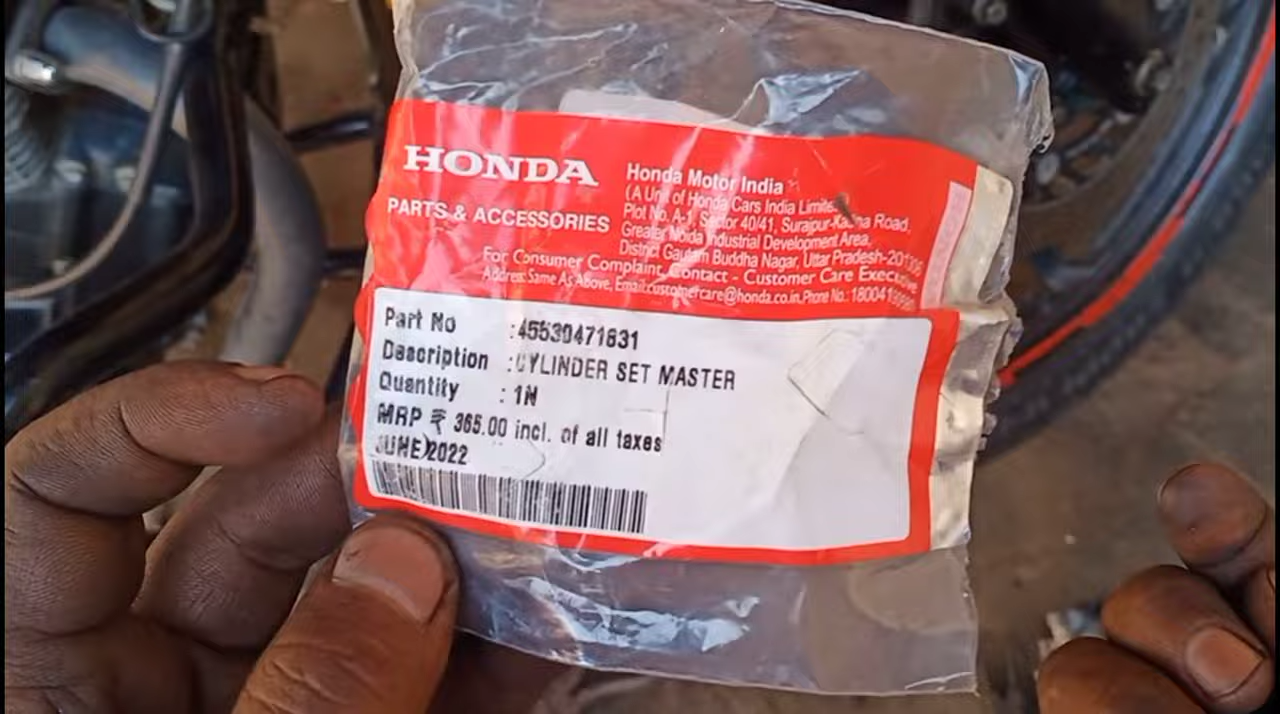 HONDA
PARTS & ACCESSORIES
Honda Motor India
(A Unit of Honda Cars India Limited
Plot No. A-1, Sector 40/41, Surajpur-Kasna Road,
Greater Noida Industrial Development Area,
District Gautam Buddha Nagar, Uttar Pradesh-201306
For Consumer Complaint, Contact - Customer Care Executive
Address: Same As Above, Email:customercare@honda.co.in, Phone No.:
Part No :45530471831
Description :CYLINDER SET MASTER
Quantity : 1N
MRP ₹ 365.00 incl. of all taxes
JUNE 2022